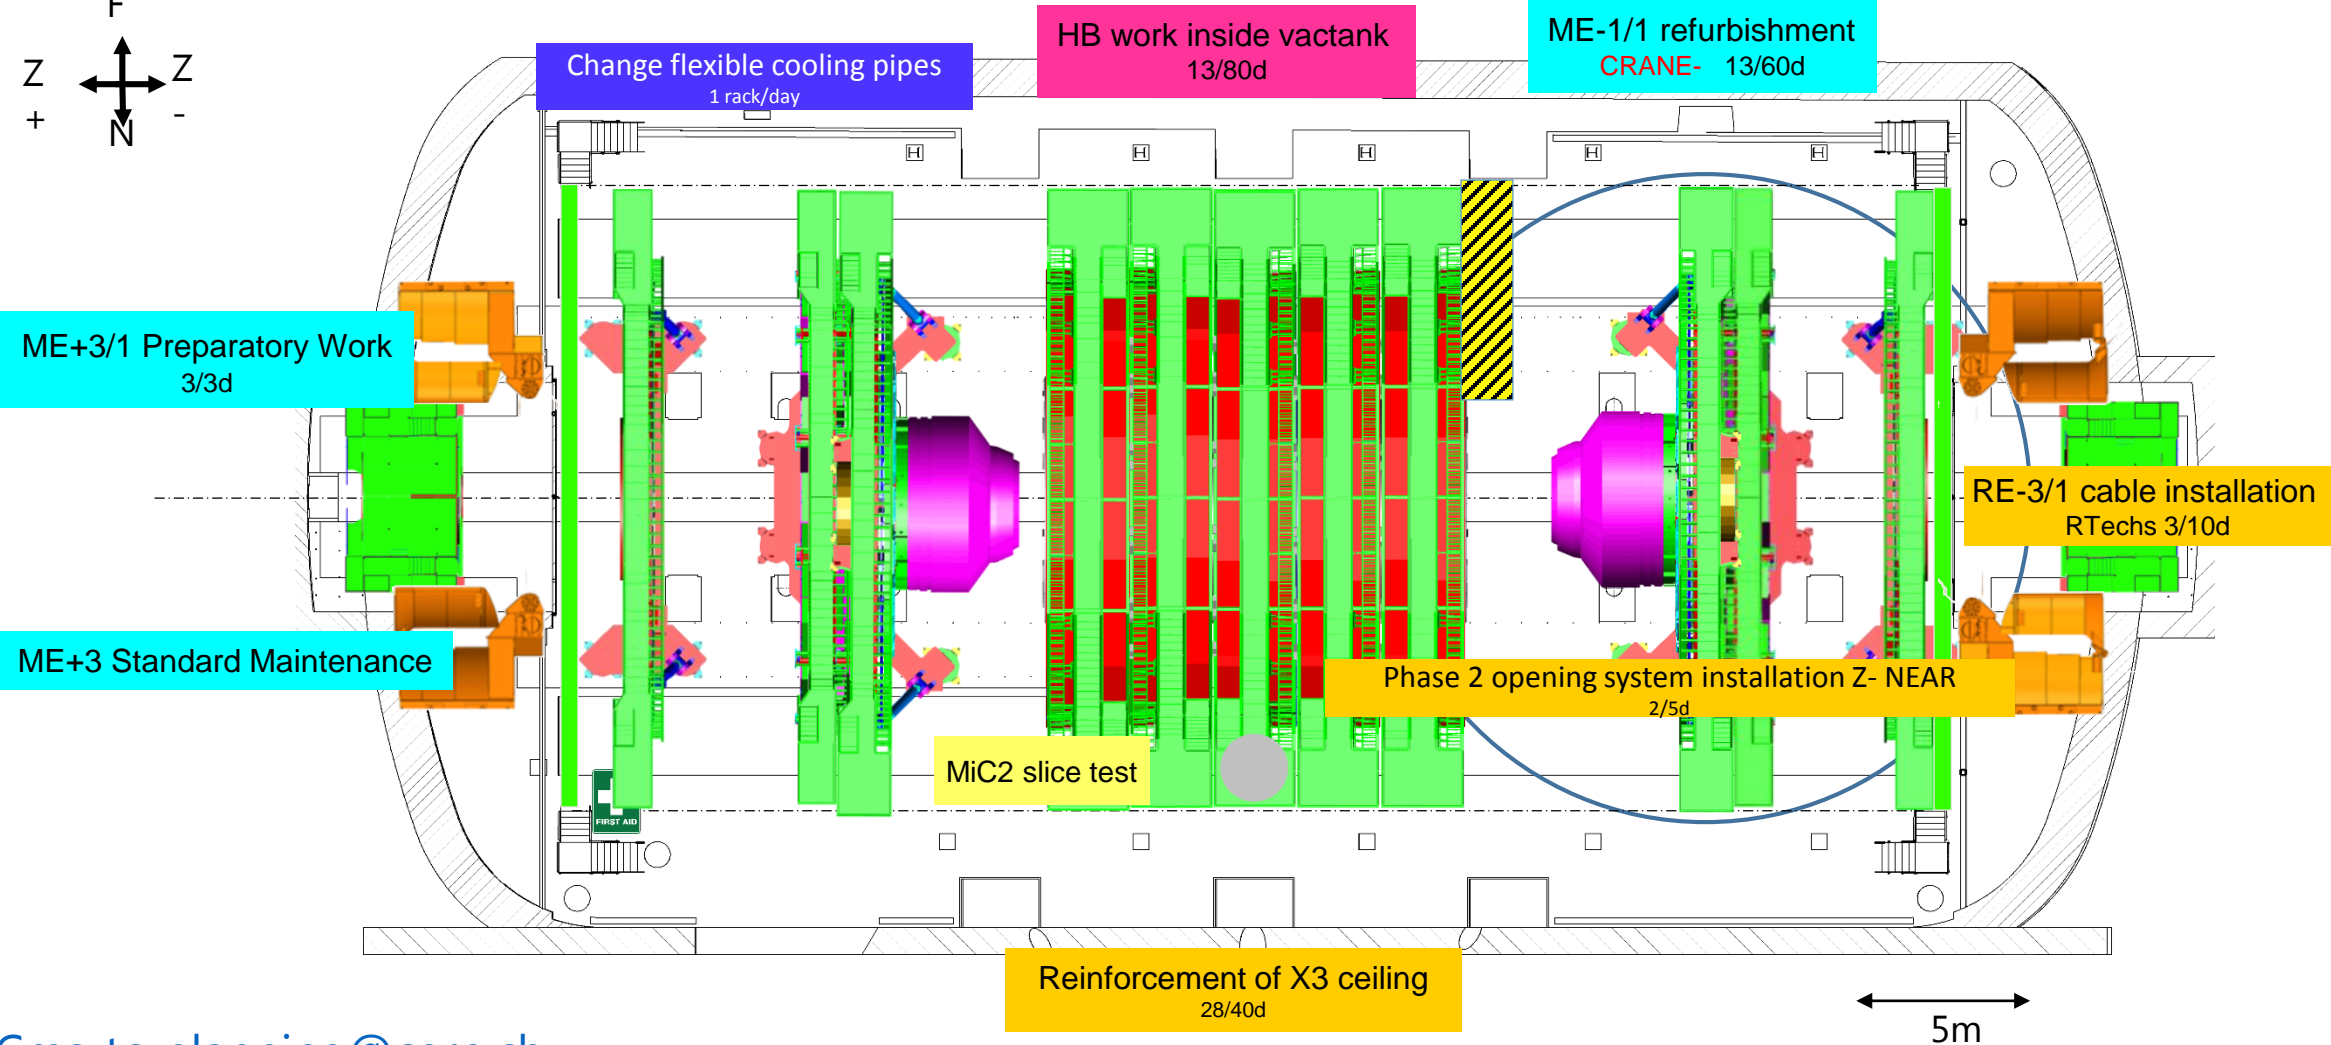 F
Z
+
Z
-
N
Change flexible cooling pipes
1 rack/day
HB work inside vactank
13/80d
ME-1/1 refurbishment
CRANE- 13/60d
H
H
H
H
H
ME+3/1 Preparatory Work
3/3d
RE-3/1 cable installation
RTechs 3/10d
ME+3 Standard Maintenance
Phase 2 opening system installation Z- NEAR
2/5d
MiC2 slice test
FIRST AID
Reinforcement of X3 ceiling
28/40d
5m